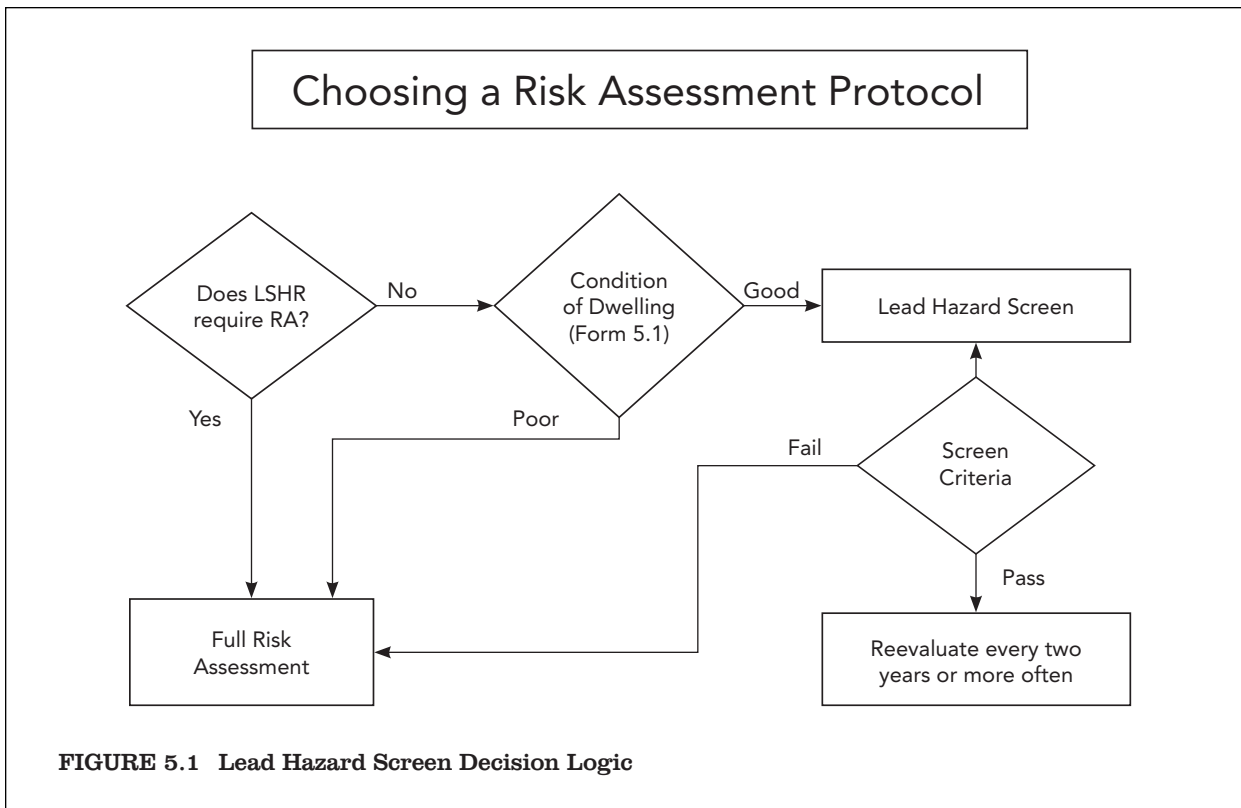 Choosing a Risk Assessment Protocol
Does LSHR
require RA?
No
Condition
of Dwelling
(Form 5.1)
Good
Lead Hazard Screen
Yes
Poor
Fail
Screen
Criteria
Pass
Full Risk
Assessment
Reevaluate every two
years or more often
FIGURE 5.1 Lead Hazard Screen Decision Logic